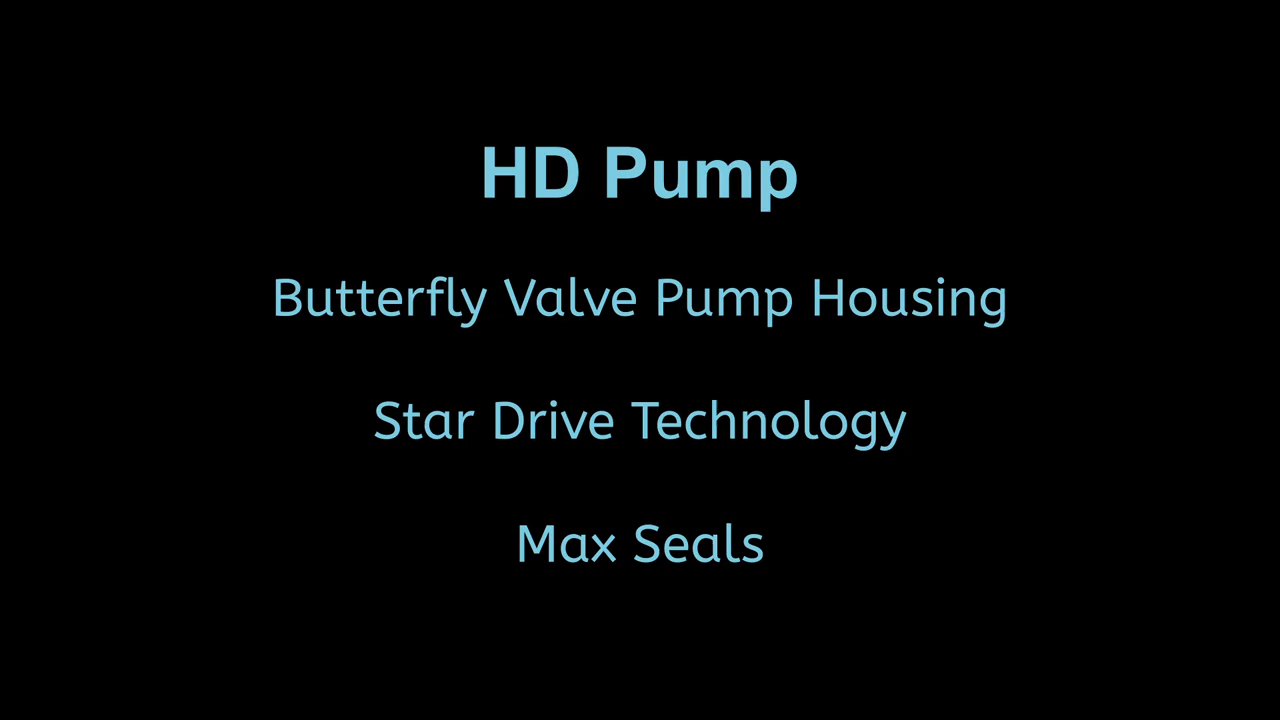 HD Pump
Butterfly Valve Pump Housing
Star Drive Technology
Max Seals